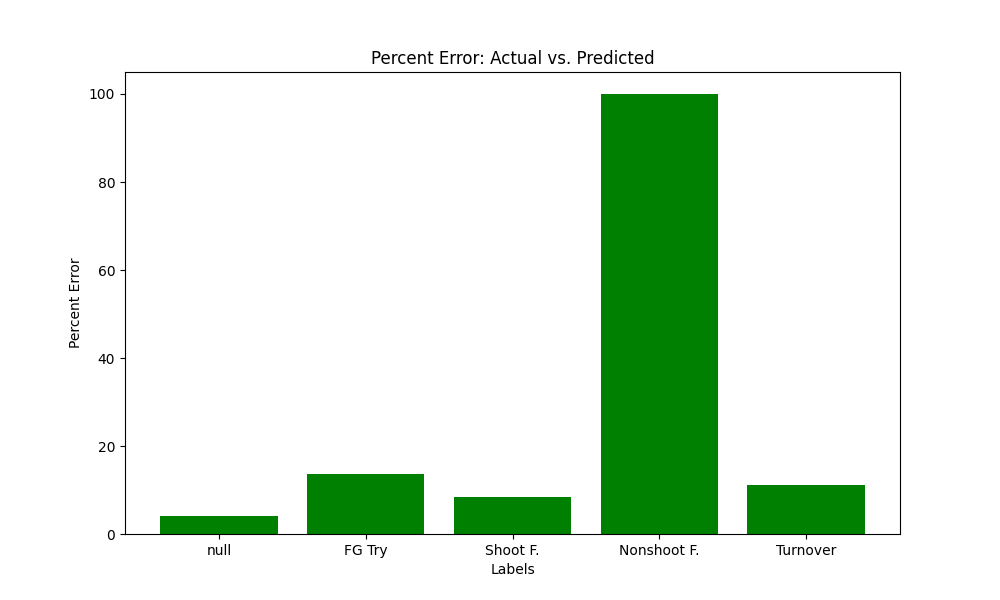 Percent Error: Actual vs. Predicted
100
80
60
40
20
0
Percent Error
null FG Try Shoot F. Nonshoot F. Turnover
Labels